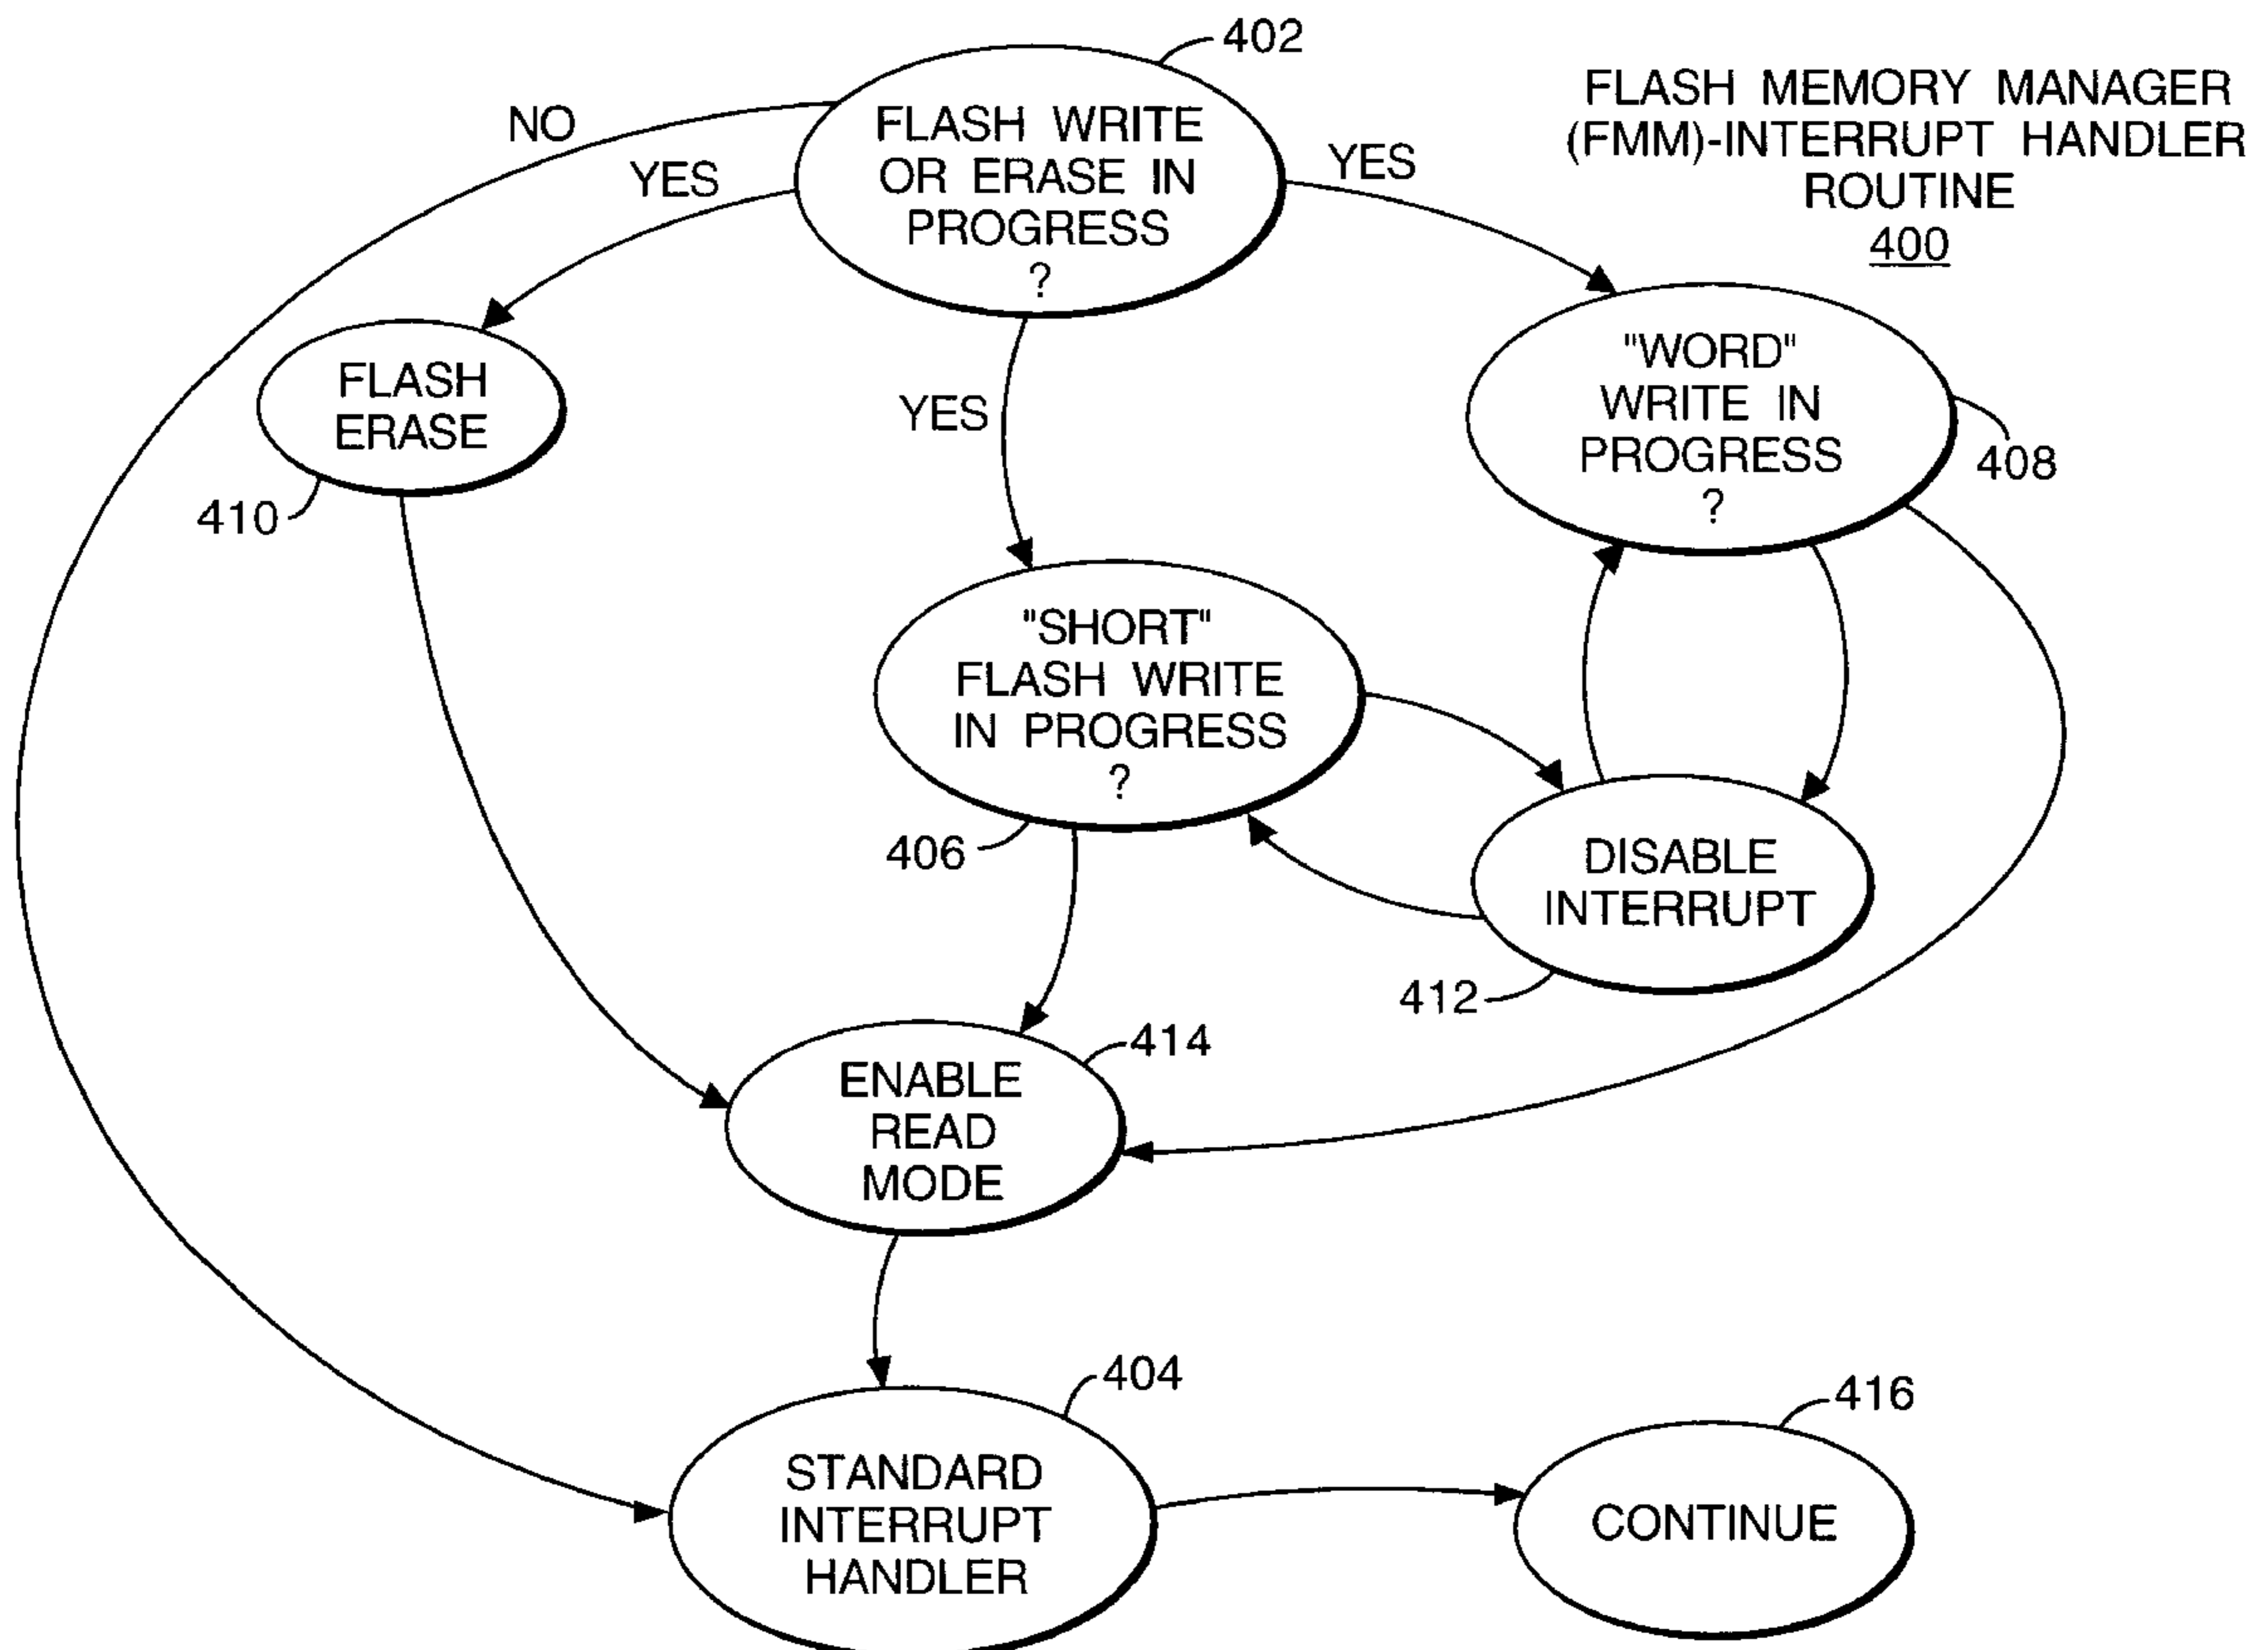 402
FLASH MEMORY MANAGER
(FMM)-INTERRUPT HANDLER
ROUTINE
400
NO
YES
YES
FLASH WRITE
OR ERASE IN
PROGRESS
?
FLASH
ERASE
410
YES
"WORD"
WRITE IN
PROGRESS
?
408
"SHORT"
FLASH WRITE
IN PROGRESS
?
406
DISABLE
INTERRUPT
412
414
ENABLE
READ
MODE
404
STANDARD
INTERRUPT
HANDLER
416
CONTINUE